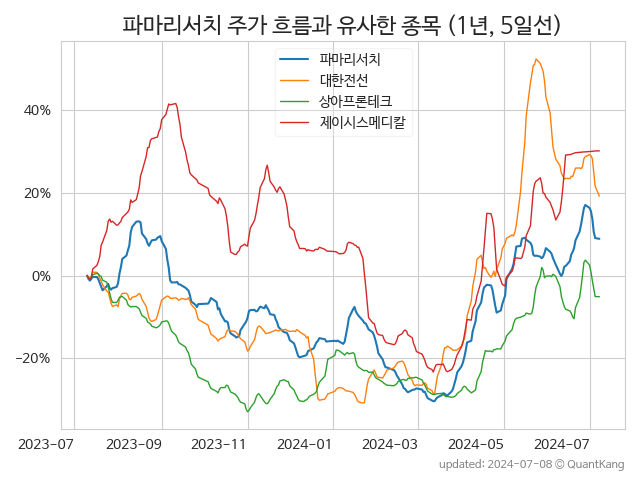 파마리서치 주가 흐름과 유사한 종목 (1년, 5일선)
파마리서치
대한전선
상아프론테크
제이시스메디칼
40%
20%
0%
−20%
2023-07 2023-09 2023-11 2024-01 2024-03 2024-05 2024-07
updated: 2024-07-08 © QuantKang